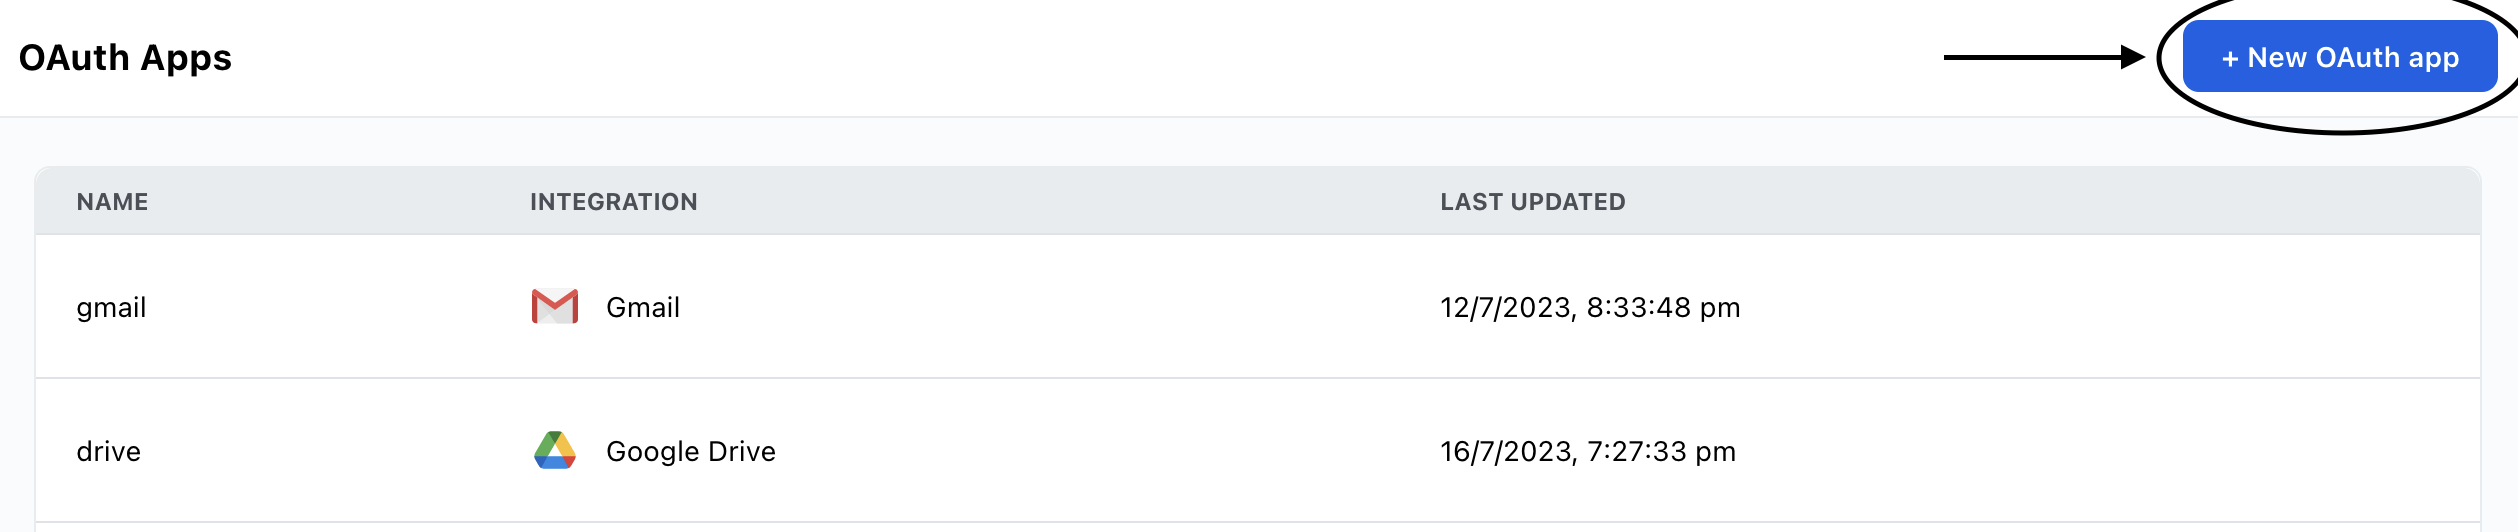 OAuth Apps
+ New OAuth app
NAME INTEGRATION LAST UPDATED
gmail Gmail 12/7/2023, 8:33:48 pm
drive Google Drive 16/7/2023, 7:27:33 pm